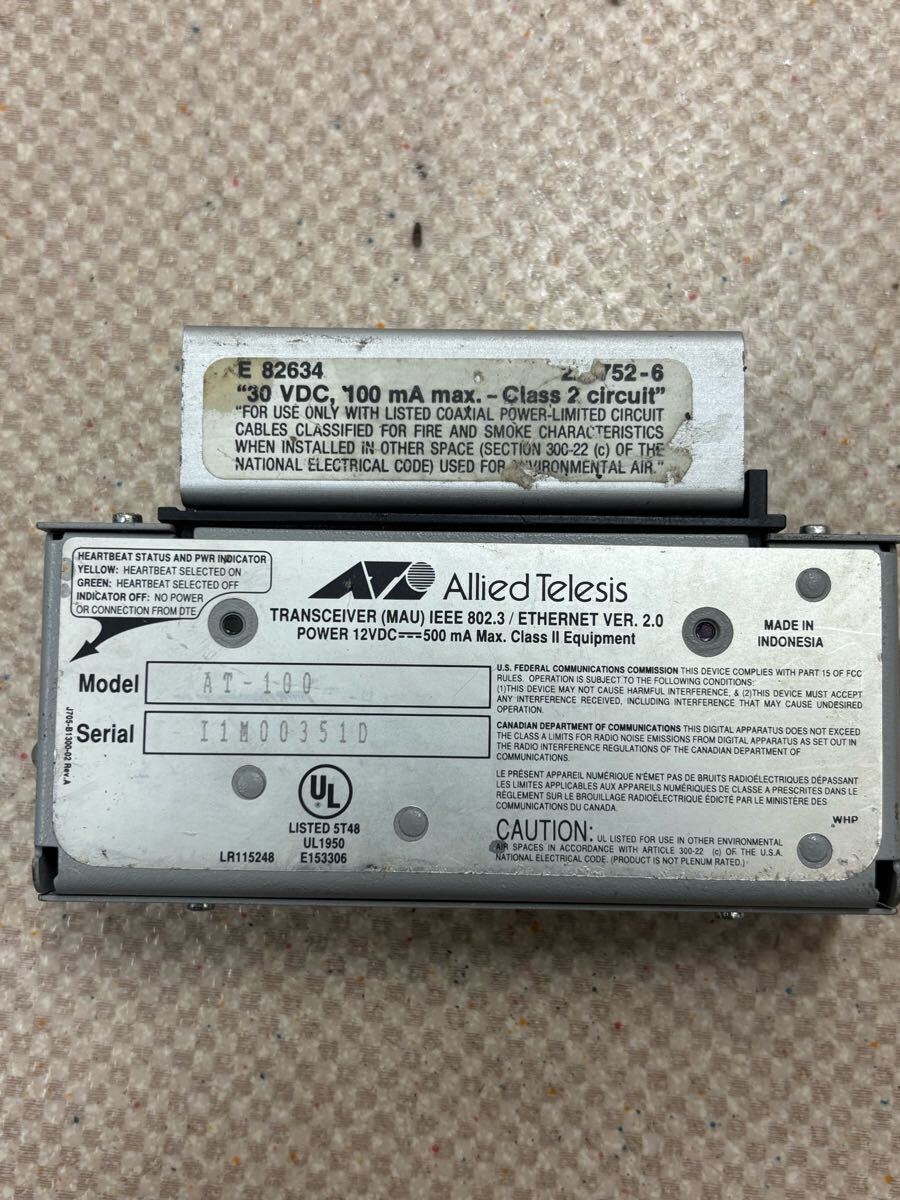 E 82634
752-6
"30 VDC, 100 mA max. – Class 2 circuit"
"FOR USE ONLY WITH LISTED COAXIAL POWER-LIMITED CIRCUIT
CABLES CLASSIFIED FOR FIRE AND SMOKE CHARACTERISTICS
WHEN INSTALLED IN OTHER SPACE (SECTION 300-22 (c) OF THE
NATIONAL ELECTRICAL CODE) USED FOR AIR."
HEARTBEAT STATUS AND PWR INDICATOR
YELLOW: HEARTBEAT SELECTED ON
GREEN: HEARTBEAT SELECTED OFF
INDICATOR OFF: NO POWER
OR CONNECTION FROM DTE
Allied Telesis
TRANSCEIVER (MAU) IEEE 802.3 / ETHERNET VER. 2.0
POWER 12VDC⎓500 mA Max. Class II Equipment
MADE IN
INDONESIA
Model AT-100
Serial I1M00351D
J705-B1300-02 Rev.A
U.S. FEDERAL COMMUNICATIONS COMMISSION THIS DEVICE COMPLIES WITH PART 15 OF FCC
RULES. OPERATION IS SUBJECT TO THE FOLLOWING CONDITIONS:
(1)THIS DEVICE MAY NOT CAUSE HARMFUL INTERFERENCE, & (2)THIS DEVICE MUST ACCEPT
ANY INTERFERENCE RECEIVED, INCLUDING INTERFERENCE THAT MAY CAUSE UNDESIRED
OPERATION.
CANADIAN DEPARTMENT OF COMMUNICATIONS THIS DIGITAL APPARATUS DOES NOT EXCEED
THE CLASS A LIMITS FOR RADIO NOISE EMISSIONS FROM DIGITAL APPARATUS AS SET OUT IN
THE RADIO INTERFERENCE REGULATIONS OF THE CANADIAN DEPARTMENT OF
COMMUNICATIONS.
LE PRÉSENT APPAREIL NUMÉRIQUE N'ÉMET PAS DE BRUITS RADIOÉLECTRIQUES DÉPASSANT
LES LIMITES APPLICABLES AUX APPAREILS NUMÉRIQUES DE CLASSE A PRESCRITES DANS LE
RÈGLEMENT SUR LE BROUILLAGE RADIOÉLECTRIQUE ÉDICTÉ PAR LE MINISTÈRE DES
COMMUNICATIONS DU CANADA.
WHP
CAUTION: UL LISTED FOR USE IN OTHER ENVIRONMENTAL
AIR SPACES IN ACCORDANCE WITH ARTICLE 300-22 (c) OF THE U.S.A.
NATIONAL ELECTRICAL CODE. (PRODUCT IS NOT PLENUM RATED.)
UL
LISTED 5T48
UL1950
LR115248 E153306